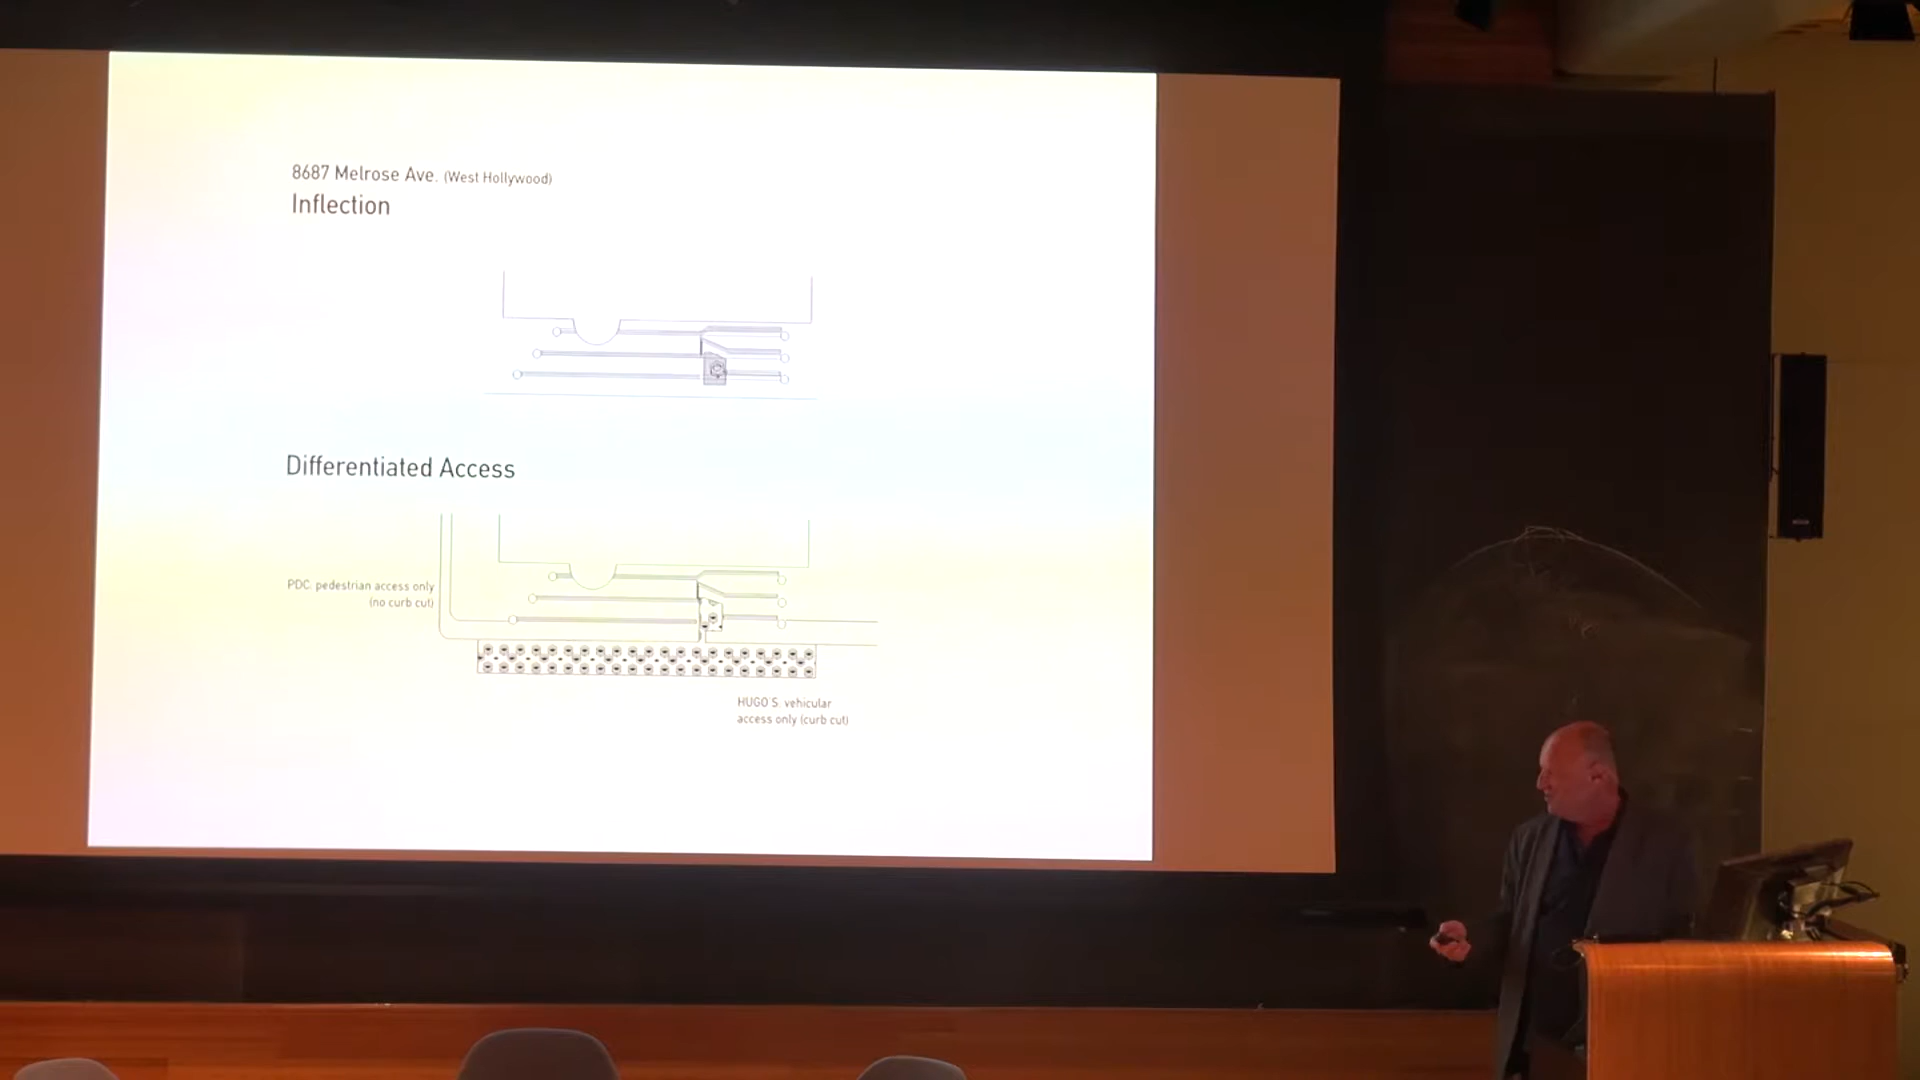 8687 Melrose Ave. (West Hollywood)
Inflection
Differentiated Access
PDC. pedestrian access only
(no curb cut)
HUGO'S. vehicular
access only (curb cut)